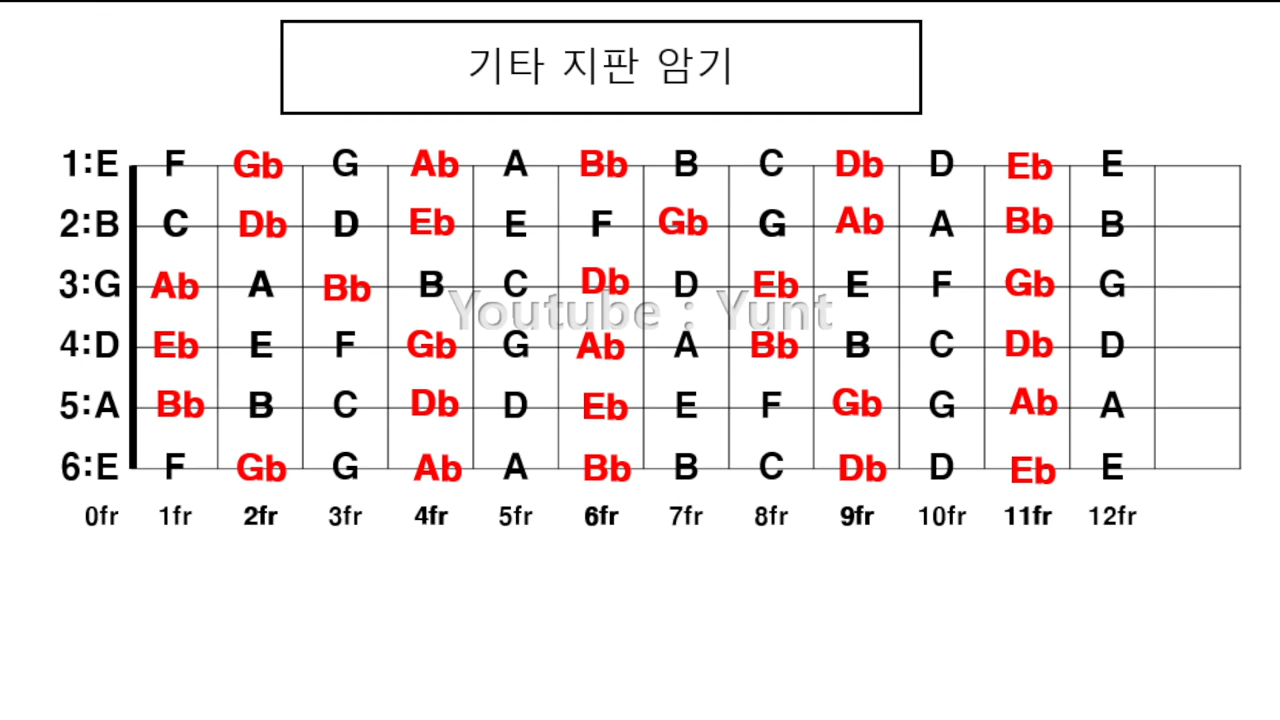 기타 지판 암기
1:E F Gb G Ab A Bb B C Db D Eb E
2:B C Db D Eb E F Gb G Ab A Bb B
3:G Ab A Bb B C Db D Eb E F Gb G
Youtube : Yunt
4:D Eb E F Gb G Ab A Bb B C Db D
5:A Bb B C Db D Eb E F Gb G Ab A
6:E F Gb G Ab A Bb B C Db D Eb E
0fr 1fr 2fr 3fr 4fr 5fr 6fr 7fr 8fr 9fr 10fr 11fr 12fr